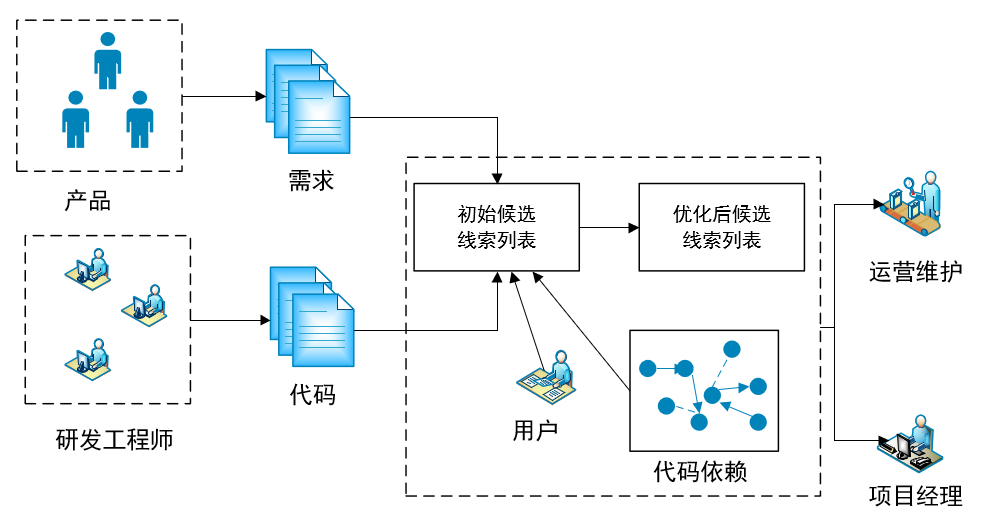 产品
需求
初始候选
线索列表
优化后候选
线索列表
运营维护
研发工程师
代码
用户
代码依赖
项目经理